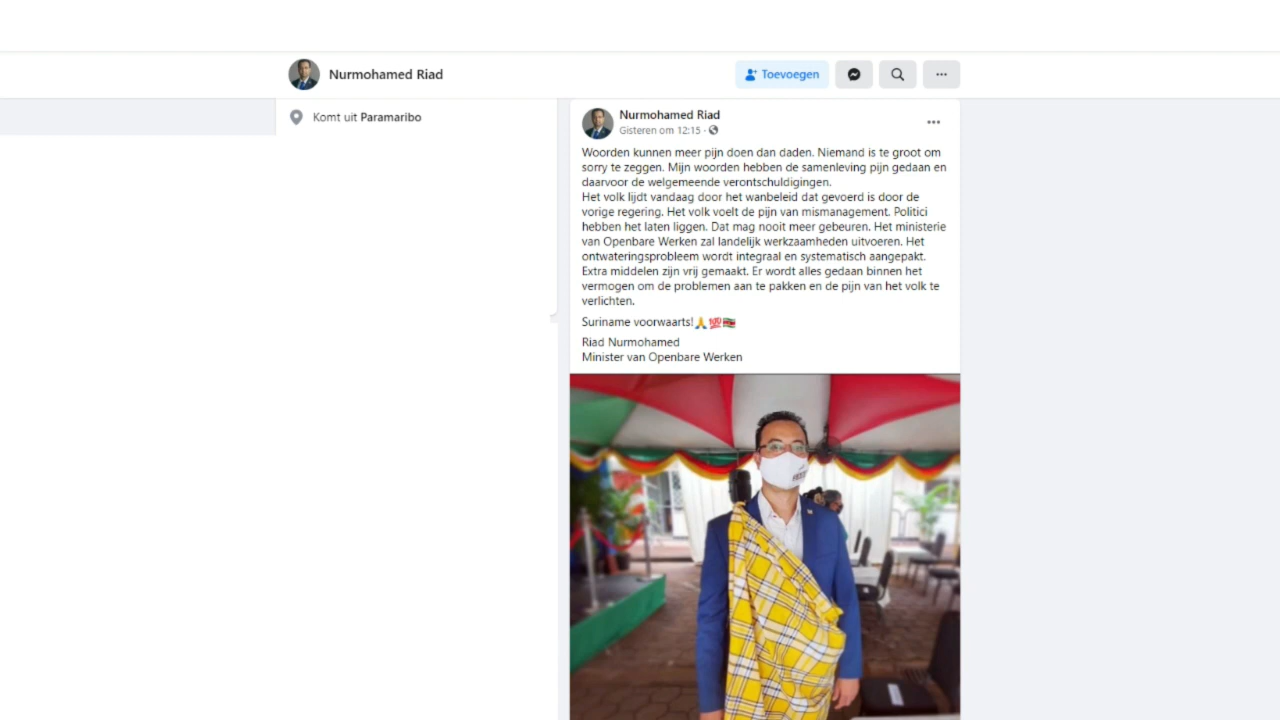 Nurmohamed Riad
Toevoegen
Komt uit Paramaribo
Nurmohamed Riad
Gisteren om 12:15 ·
Woorden kunnen meer pijn doen dan daden. Niemand is te groot om
sorry te zeggen. Mijn woorden hebben de samenleving pijn gedaan en
daarvoor de welgemeende verontschuldigingen.
Het volk lijdt vandaag door het wanbeleid dat gevoerd is door de
vorige regering. Het volk voelt de pijn van mismanagement. Politici
hebben het laten liggen. Dat mag nooit meer gebeuren. Het ministerie
van Openbare Werken zal landelijk werkzaamheden uitvoeren. Het
ontwateringsprobleem wordt integraal en systematisch aangepakt.
Extra middelen zijn vrij gemaakt. Er wordt alles gedaan binnen het
vermogen om de problemen aan te pakken en de pijn van het volk te
verlichten.
Suriname voorwaarts!🙏💯🇸🇷
Riad Nurmohamed
Minister van Openbare Werken